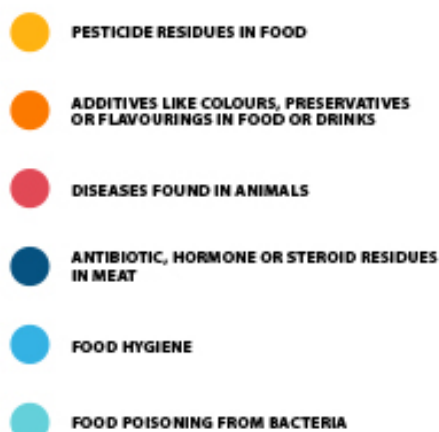 PESTICIDE RESIDUES IN FOOD
ADDITIVES LIKE COLOURS, PRESERVATIVES
OR FLAVOURINGS IN FOOD OR DRINKS
DISEASES FOUND IN ANIMALS
ANTIBIOTIC, HORMONE OR STEROID RESIDUES
IN MEAT
FOOD HYGIENE
FOOD POISONING FROM BACTERIA